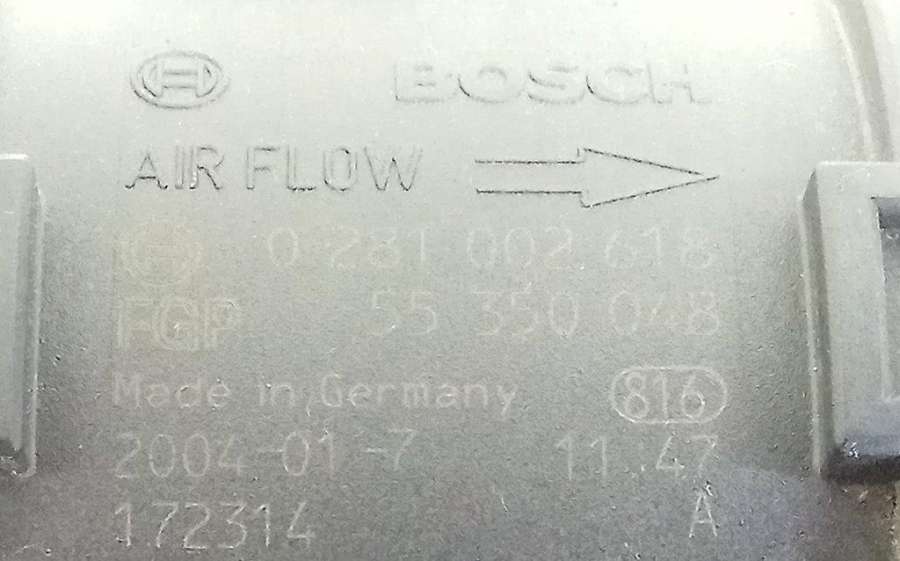 BOSCH
AIR FLOW
0 281 002 618
FGP 55 350 048
Made in Germany 816
2004-01-7 11.47
172314 A